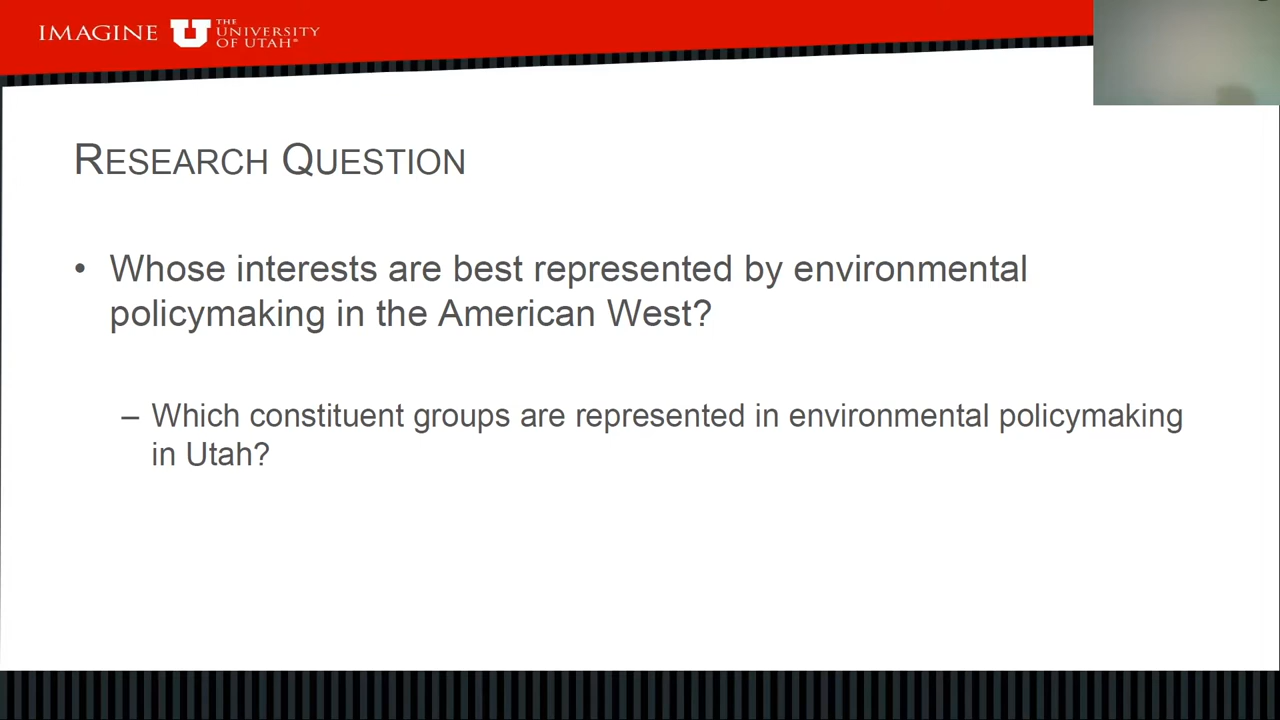 IMAGINE
THE
UNIVERSITY
OF UTAH®
RESEARCH QUESTION
• Whose interests are best represented by environmental
policymaking in the American West?
– Which constituent groups are represented in environmental policymaking
in Utah?